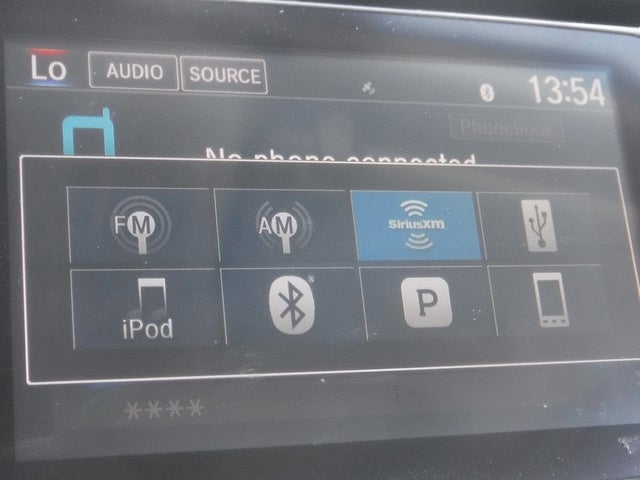 Lo AUDIO SOURCE 13:54
Phonebook
No phone connected
FM AM SiriusXM
iPod P
****